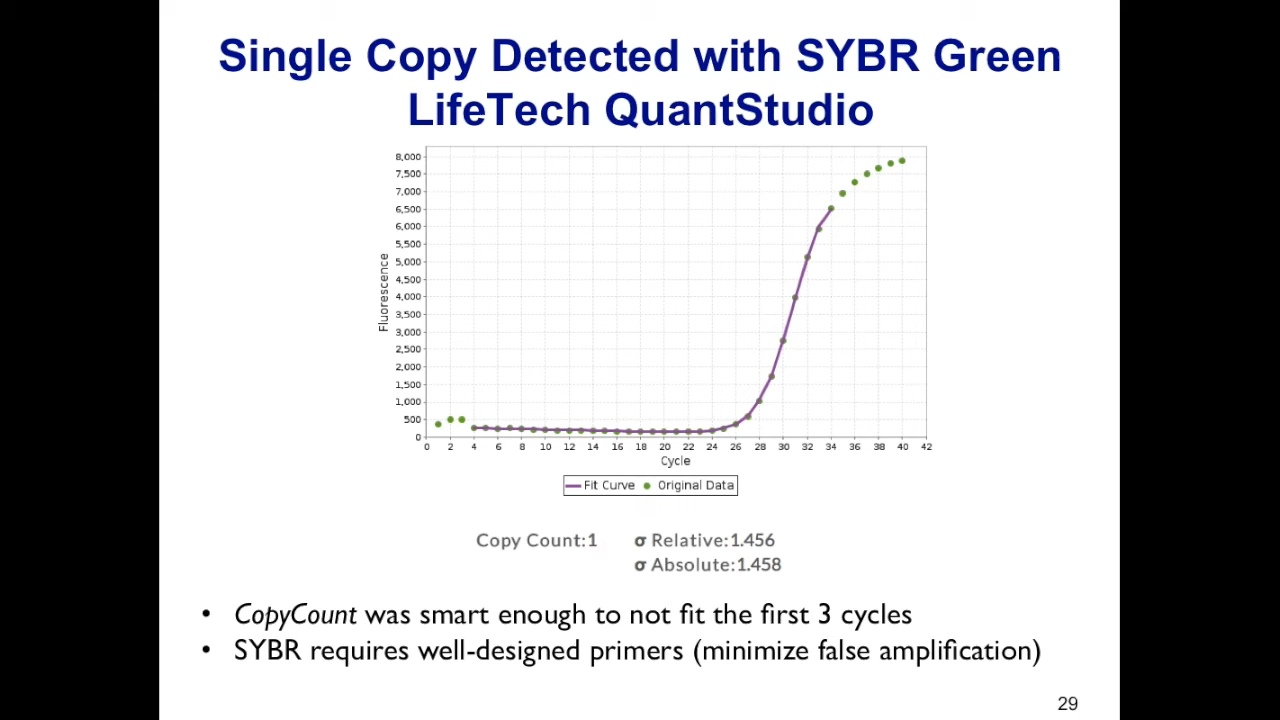 Single Copy Detected with SYBR Green
LifeTech QuantStudio
8,000
7,500
7,000
6,500
6,000
5,500
5,000
4,500
4,000
3,500
3,000
2,500
2,000
1,500
1,000
500
0
Fluorescence
0 2 4 6 8 10 12 14 16 18 20 22 24 26 28 30 32 34 36 38 40 42
Cycle
Fit Curve Original Data
Copy Count:1 σ Relative:1.456
σ Absolute:1.458
• CopyCount was smart enough to not fit the first 3 cycles
• SYBR requires well-designed primers (minimize false amplification)
29